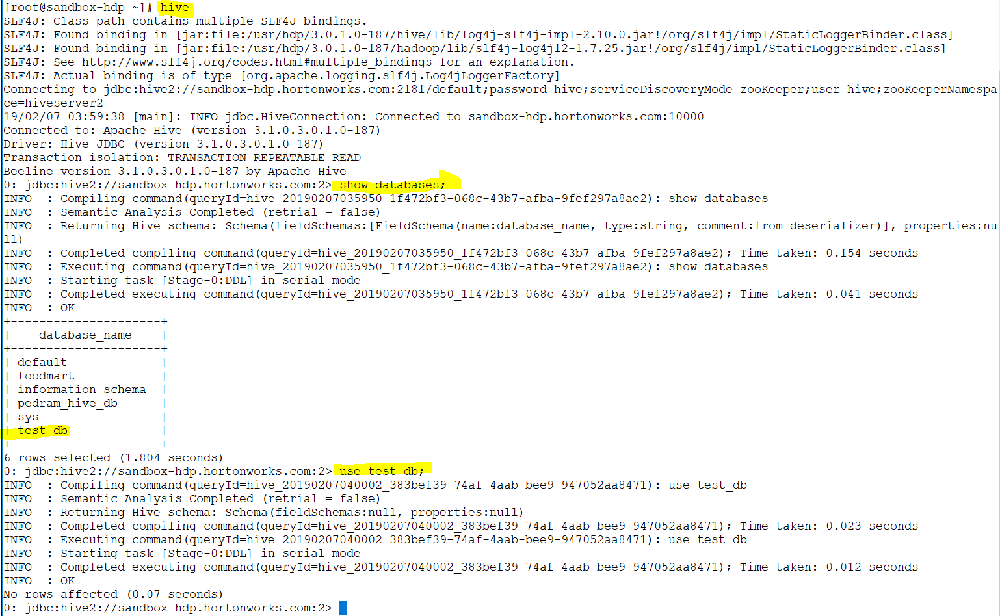 [root@sandbox-hdp ~]# hive
SLF4J: Class path contains multiple SLF4J bindings.
SLF4J: Found binding in [jar:file:/usr/hdp/3.0.1.0-187/hive/lib/log4j-slf4j-impl-2.10.0.jar!/org/slf4j/impl/StaticLoggerBinder.class]
SLF4J: Found binding in [jar:file:/usr/hdp/3.0.1.0-187/hadoop/lib/slf4j-log4j12-1.7.25.jar!/org/slf4j/impl/StaticLoggerBinder.class]
SLF4J: See http://www.slf4j.org/codes.html#multiple_bindings for an explanation.
SLF4J: Actual binding is of type [org.apache.logging.slf4j.Log4jLoggerFactory]
Connecting to jdbc:hive2://sandbox-hdp.hortonworks.com:2181/default;password=hive;serviceDiscoveryMode=zooKeeper;user=hive;zooKeeperNamespa
ce=hiveserver2
19/02/07 03:59:38 [main]: INFO jdbc.HiveConnection: Connected to sandbox-hdp.hortonworks.com:10000
Connected to: Apache Hive (version 3.1.0.3.0.1.0-187)
Driver: Hive JDBC (version 3.1.0.3.0.1.0-187)
Transaction isolation: TRANSACTION_REPEATABLE_READ
Beeline version 3.1.0.3.0.1.0-187 by Apache Hive
0: jdbc:hive2://sandbox-hdp.hortonworks.com:2> show databases;
INFO  : Compiling command(queryId=hive_20190207035950_1f472bf3-068c-43b7-afba-9fef297a8ae2): show databases
INFO  : Semantic Analysis Completed (retrial = false)
INFO  : Returning Hive schema: Schema(fieldSchemas:[FieldSchema(name:database_name, type:string, comment:from deserializer)], properties:nu
ll)
INFO  : Completed compiling command(queryId=hive_20190207035950_1f472bf3-068c-43b7-afba-9fef297a8ae2); Time taken: 0.154 seconds
INFO  : Executing command(queryId=hive_20190207035950_1f472bf3-068c-43b7-afba-9fef297a8ae2): show databases
INFO  : Starting task [Stage-0:DDL] in serial mode
INFO  : Completed executing command(queryId=hive_20190207035950_1f472bf3-068c-43b7-afba-9fef297a8ae2); Time taken: 0.041 seconds
INFO  : OK
+---------------------+
|    database_name    |
+---------------------+
| default             |
| foodmart            |
| information_schema  |
| pedram_hive_db      |
| sys                 |
| test_db             |
+---------------------+
6 rows selected (1.804 seconds)
0: jdbc:hive2://sandbox-hdp.hortonworks.com:2> use test_db;
INFO  : Compiling command(queryId=hive_20190207040002_383bef39-74af-4aab-bee9-947052aa8471): use test_db
INFO  : Semantic Analysis Completed (retrial = false)
INFO  : Returning Hive schema: Schema(fieldSchemas:null, properties:null)
INFO  : Completed compiling command(queryId=hive_20190207040002_383bef39-74af-4aab-bee9-947052aa8471); Time taken: 0.023 seconds
INFO  : Executing command(queryId=hive_20190207040002_383bef39-74af-4aab-bee9-947052aa8471): use test_db
INFO  : Starting task [Stage-0:DDL] in serial mode
INFO  : Completed executing command(queryId=hive_20190207040002_383bef39-74af-4aab-bee9-947052aa8471); Time taken: 0.012 seconds
INFO  : OK
No rows affected (0.07 seconds)
0: jdbc:hive2://sandbox-hdp.hortonworks.com:2>